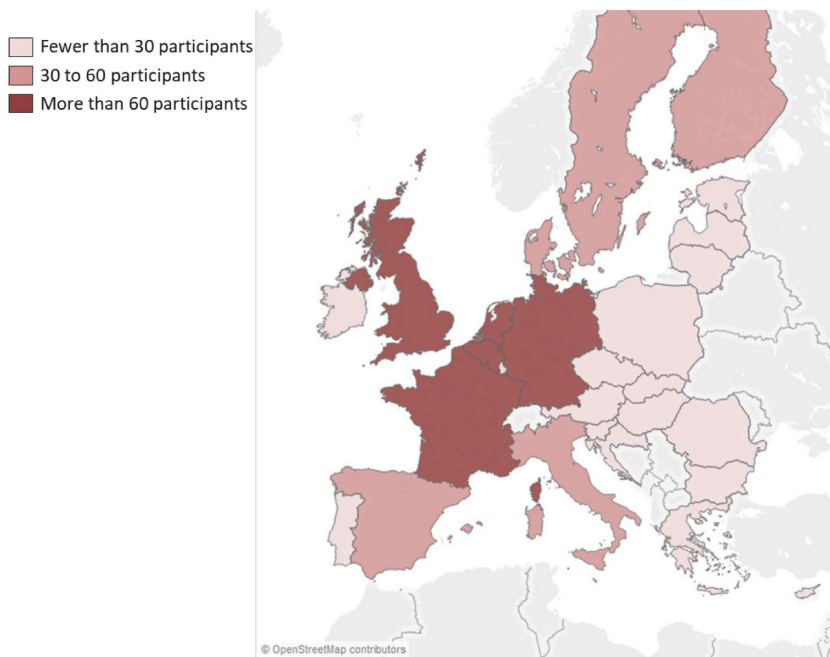 Fewer than 30 participants
30 to 60 participants
More than 60 participants
© OpenStreetMap contributors